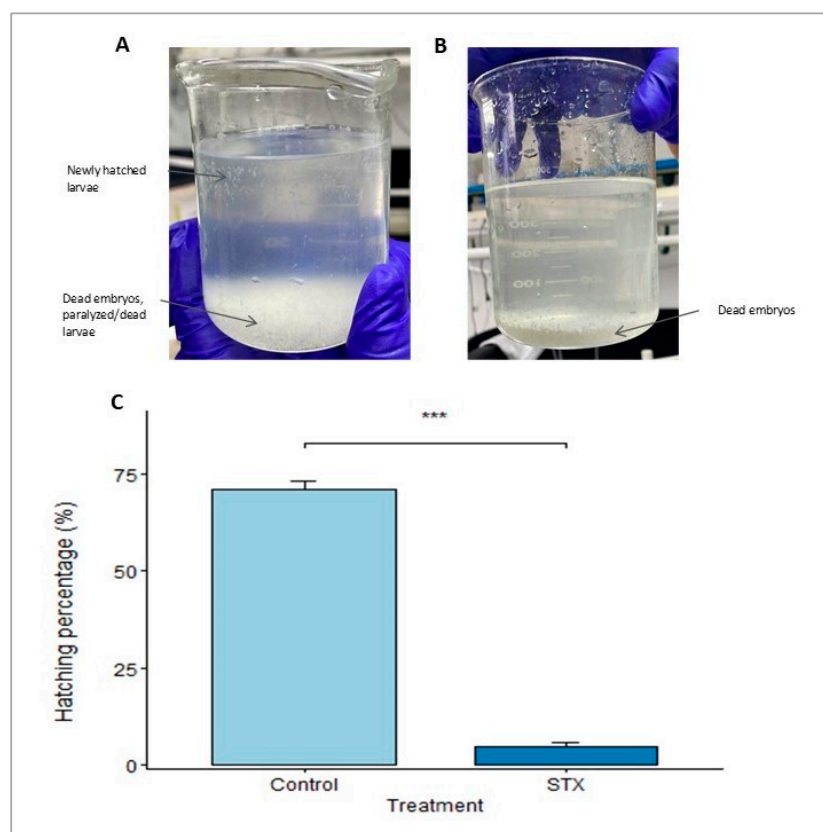 A
B
Newly hatched
larvae
Dead embryos,
paralyzed/dead
larvae
Dead embryos
C
***
75
50
25
0
Hatching percentage (%)
Control
STX
Treatment